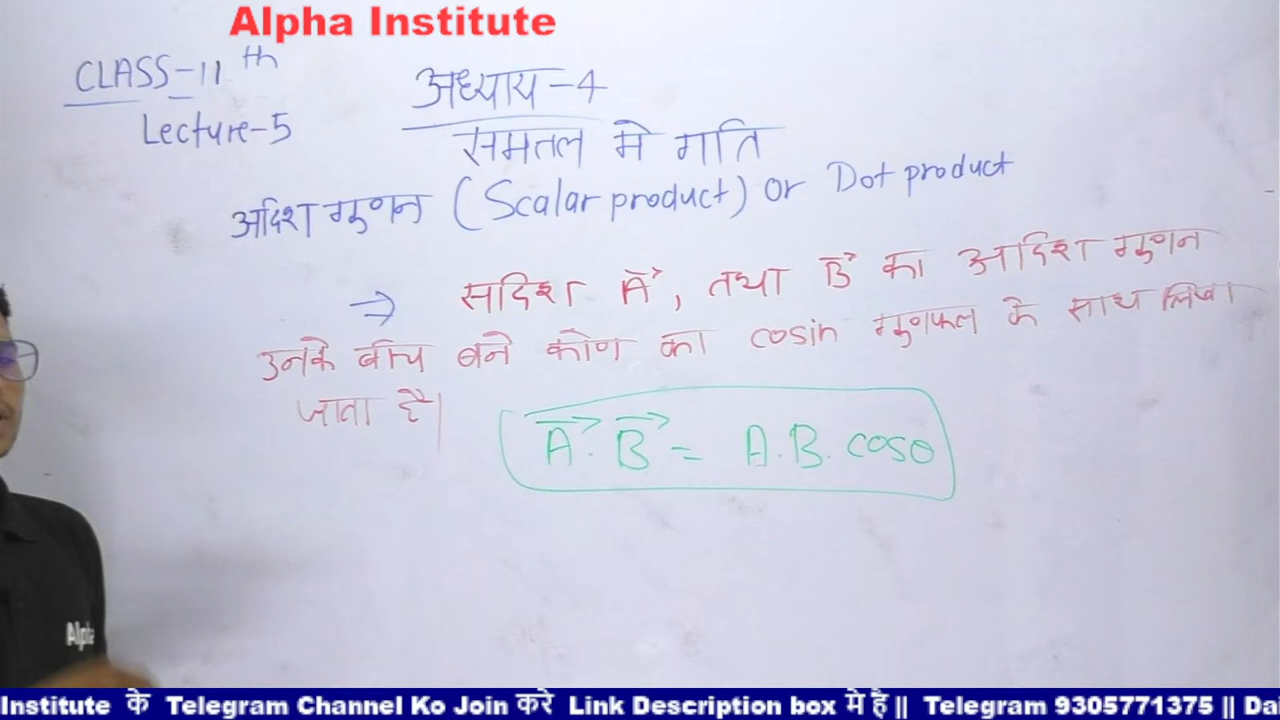 Alpha Institute
CLASS-11th
अध्याय-4
Lecture-5
समतल मे गति
अदिश गुणन (Scalar product) or Dot product
→ सदिश A⃗, तथा B⃗ का अदिश गुणन
उनके बीच बने कोण का cosin गुणफल के साथ लिखा
जाता है।
A⃗. B⃗ = A.B. cosθ
Alpha
Institute के Telegram Channel Ko Join करे Link Description box मे है || Telegram 9305771375 || Da